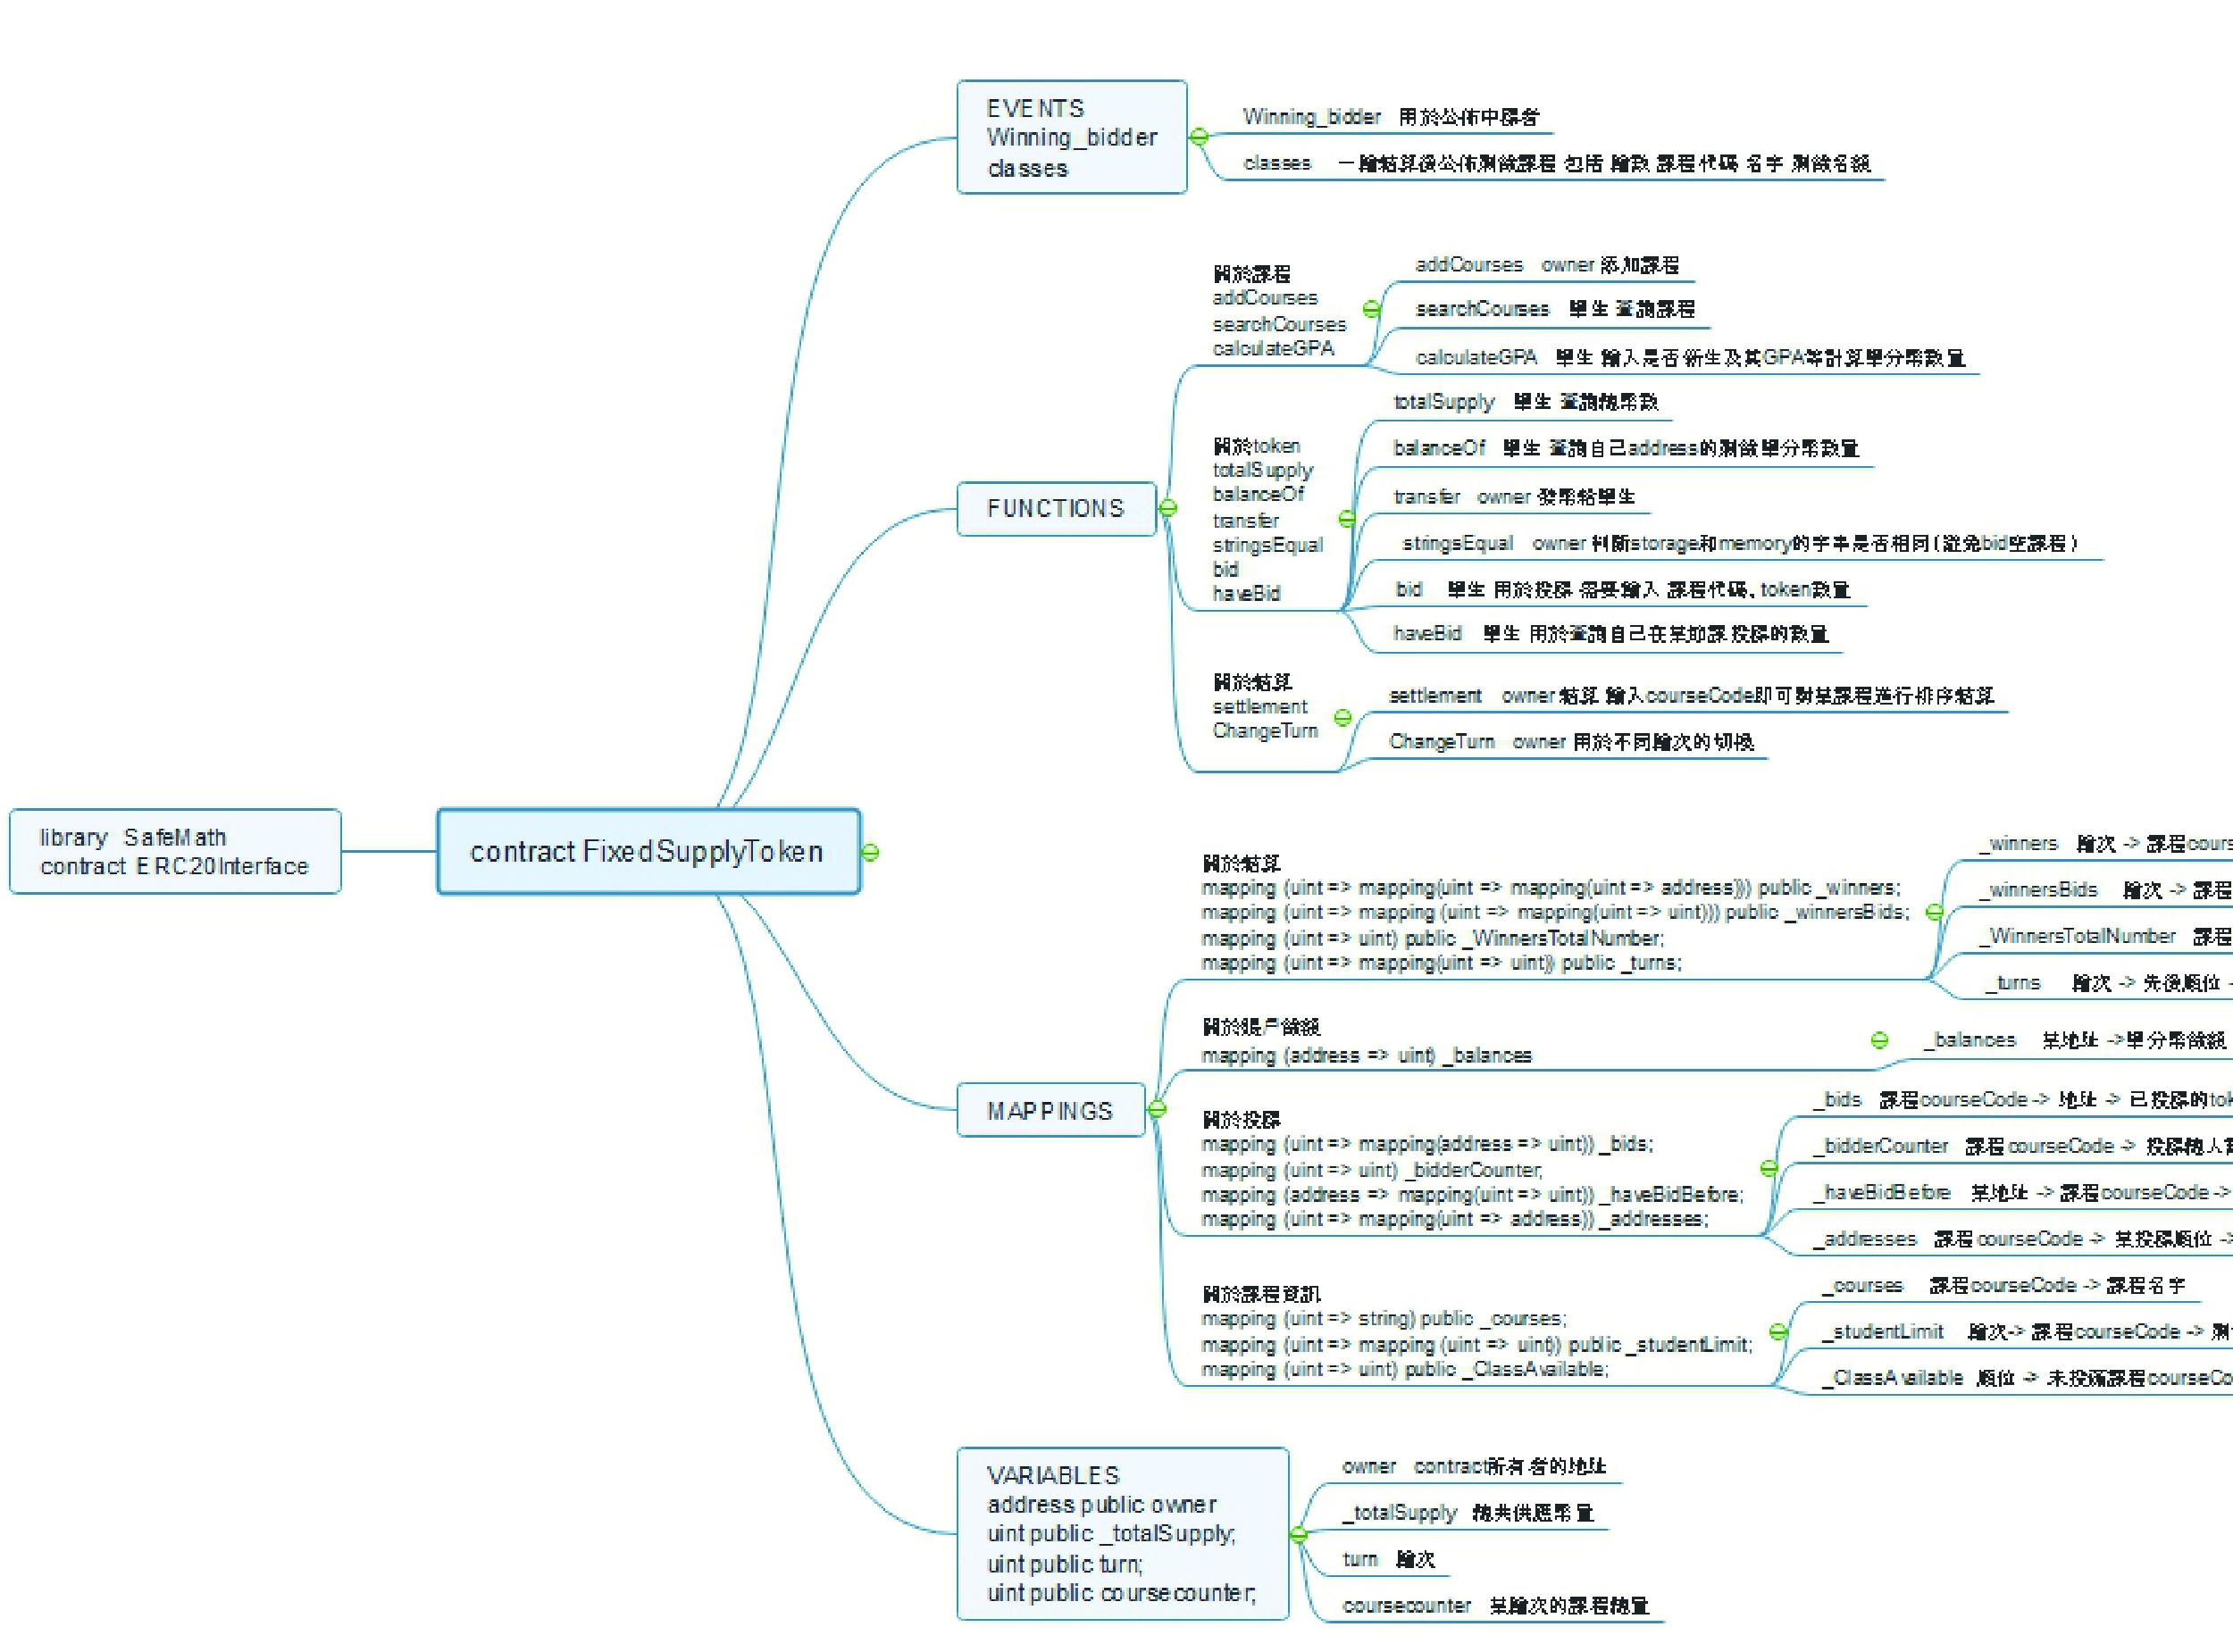 EVENTS
Winning_bidder
classes
Winning_bidder 用於公佈中標者
classes 一輪結算後公佈剩餘課程 包括 輪數 課程代碼 名字 剩餘名額
FUNCTIONS
關於課程
addCourses
searchCourses
calculateGPA
addCourses owner 添加課程
searchCourses 學生 查詢課程
calculateGPA 學生 輸入是否新生及其GPA等計算學分幣數量
關於token
totalSupply
balanceOf
transfer
stringsEqual
bid
haveBid
totalSupply 學生 查詢總幣數
balanceOf 學生 查詢自己address的剩餘學分幣數量
transfer owner 發幣給學生
stringsEqual owner 判斷storage和memory的字串是否相同(避免bid空課程)
bid 學生 用於投標 需要輸入 課程代碼、token數量
haveBid 學生 用於查詢自己在某節課 投標的數量
關於結算
settlement
ChangeTurn
settlement owner 結算 輸入courseCode即可對某課程進行排序結算
ChangeTurn owner 用於不同輪次的切換
library SafeMath
contract ERC20Interface
contract FixedSupplyToken
MAPPINGS
關於結算
mapping (uint => mapping(uint => mapping(uint => address))) public _winners;
mapping (uint => mapping (uint => mapping(uint => uint))) public _winnersBids;
mapping (uint => uint) public _WinnersTotalNumber;
mapping (uint => mapping(uint => uint)) public _turns;
_winners 輪次 -> 課程cours
_winnersBids 輪次 -> 課程
_WinnersTotalNumber 課程
_turns 輪次 -> 先後順位 -
關於賬戶餘額
mapping (address => uint) _balances
_balances 某地址 ->學分幣餘額
關於投標
mapping (uint => mapping(address => uint)) _bids;
mapping (uint => uint) _bidderCounter;
mapping (address => mapping(uint => uint)) _haveBidBefore;
mapping (uint => mapping(uint => address)) _addresses;
_bids 課程courseCode -> 地址 -> 已投標的tok
_bidderCounter 課程courseCode -> 投標總人
_haveBidBefore 某地址 -> 課程courseCode ->
_addresses 課程courseCode -> 某投標順位 ->
關於課程資訊
mapping (uint => string) public _courses;
mapping (uint => mapping (uint => uint)) public _studentLimit;
mapping (uint => uint) public _ClassAvailable;
_courses 課程courseCode -> 課程名字
_studentLimit 輪次-> 課程courseCode -> 剩
_ClassAvailable 順位 -> 未投滿課程courseCo
VARIABLES
address public owner
uint public _totalSupply;
uint public turn;
uint public coursecounter;
owner contract所有者的地址
_totalSupply 總共供應幣量
turn 輪次
coursecounter 某輪次的課程總量